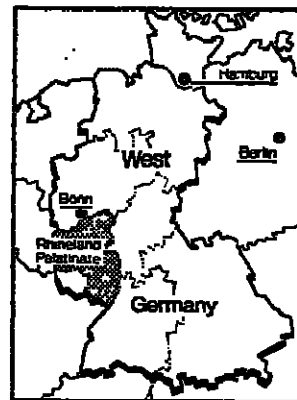 Hamburg
West
Berlin
Bonn
Rhineland
Palatinate
Germany